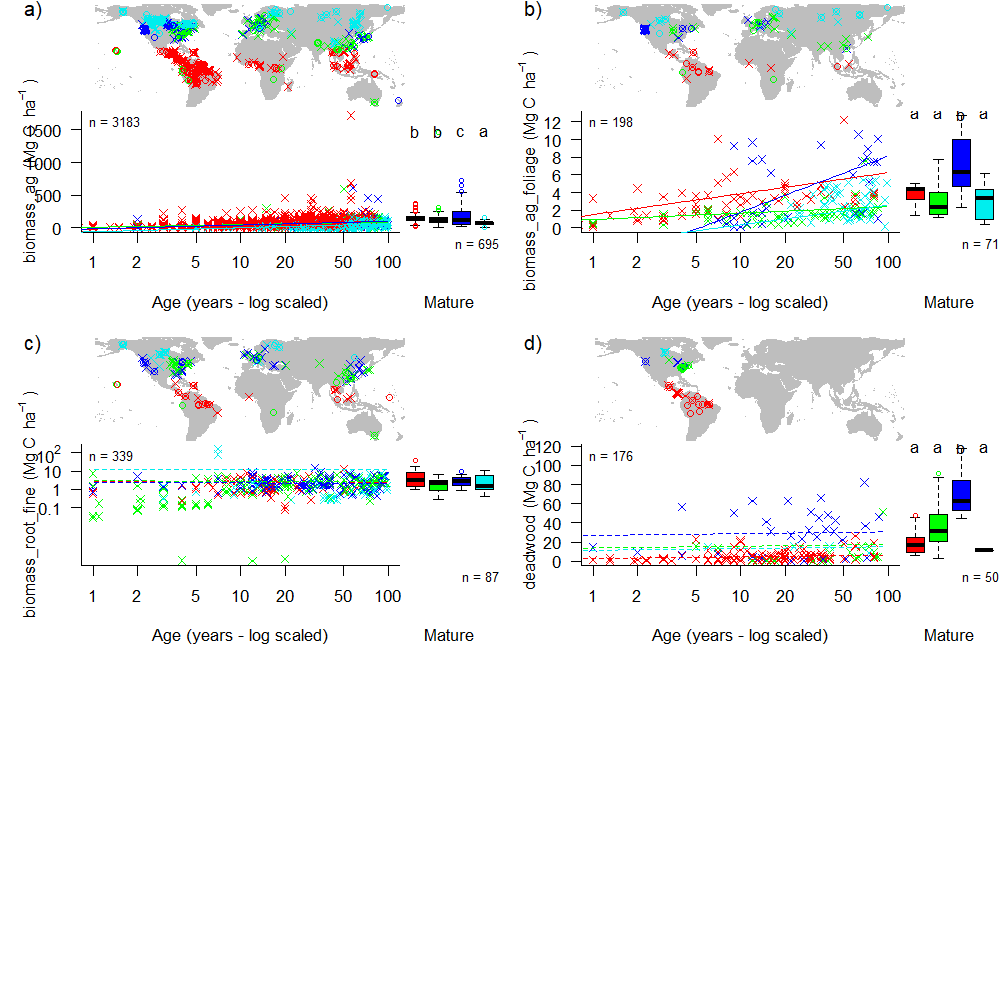 a)
biomass_ag (Mg C ha⁻¹)
n = 3183
1500
1000
500
0
b b c a
n = 695
1 2 5 10 20 50 100
Age (years - log scaled)
Mature
b)
biomass_ag_foliage (Mg C ha⁻¹)
n = 198
12
10
8
6
4
2
0
a a b a
n = 71
1 2 5 10 20 50 100
Age (years - log scaled)
Mature
c)
biomass_root_fine (Mg C ha⁻¹)
n = 339
10²
10
1
0.1
n = 87
1 2 5 10 20 50 100
Age (years - log scaled)
Mature
d)
deadwood (Mg C ha⁻¹)
n = 176
120
100
80
60
40
20
0
a a b a
n = 50
1 2 5 10 20 50 100
Age (years - log scaled)
Mature